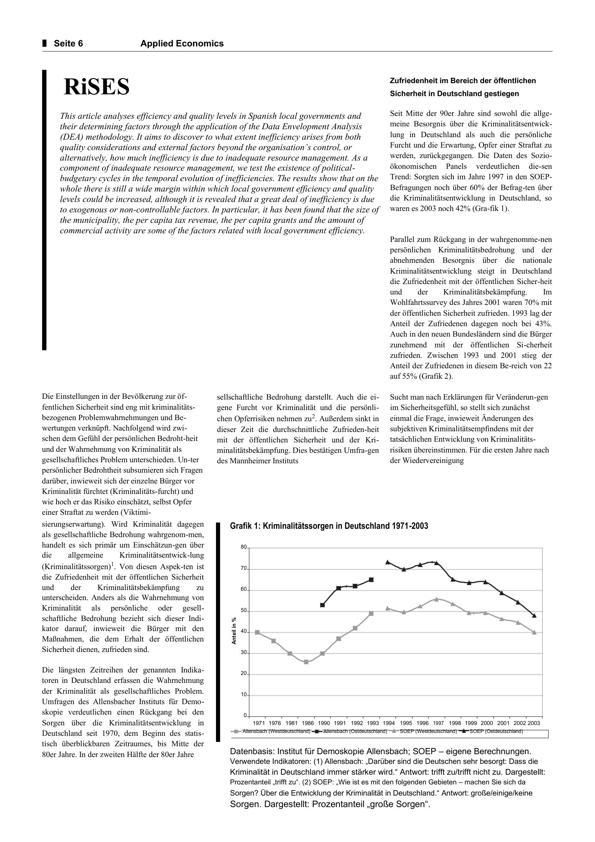 Seite 6
Applied Economics
RiSES
This article analyses efficiency and quality levels in Spanish local governments and
their determining factors through the application of the Data Envelopment Analysis
(DEA) methodology. It aims to discover to what extent inefficiency arises from both
quality considerations and external factors beyond the organisation's control, or
alternatively, how much inefficiency is due to inadequate resource management. As a
component of inadequate resource management, we test the existence of political-
budgetary cycles in the temporal evolution of inefficiencies. The results show that on the
whole there is still a wide margin within which local government efficiency and quality
levels could be increased, although it is revealed that a great deal of inefficiency is due
to exogenous or non-controllable factors. In particular, it has been found that the size of
the municipality, the per capita tax revenue, the per capita grants and the amount of
commercial activity are some of the factors related with local government efficiency.
Zufriedenheit im Bereich der öffentlichen
Sicherheit in Deutschland gestiegen
Seit Mitte der 90er Jahre sind sowohl die allge-
meine Besorgnis über die Kriminalitätsentwick-
lung in Deutschland als auch die persönliche
Furcht und die Erwartung, Opfer einer Straftat zu
werden, zurückgegangen. Die Daten des Sozio-
ökonomischen Panels verdeutlichen die-sen
Trend: Sorgten sich im Jahre 1997 in den SOEP-
Befragungen noch über 60% der Befrag-ten über
die Kriminalitätsentwicklung in Deutschland, so
waren es 2003 noch 42% (Gra-fik 1).
Parallel zum Rückgang in der wahrgenomme-nen
persönlichen Kriminalitätsbedrohung und der
abnehmenden Besorgnis über die nationale
Kriminalitätsentwicklung steigt in Deutschland
die Zufriedenheit mit der öffentlichen Sicher-heit
und der Kriminalitätsbekämpfung. Im
Wohlfahrtssurvey des Jahres 2001 waren 70% mit
der öffentlichen Sicherheit zufrieden. 1993 lag der
Anteil der Zufriedenen dagegen noch bei 43%.
Auch in den neuen Bundesländern sind die Bürger
zunehmend mit der öffentlichen Si-cherheit
zufrieden. Zwischen 1993 und 2001 stieg der
Anteil der Zufriedenen in diesem Be-reich von 22
auf 55% (Grafik 2).
Die Einstellungen in der Bevölkerung zur öf-
fentlichen Sicherheit sind eng mit kriminalitäts-
bezogenen Problemwahrnehmungen und Be-
wertungen verknüpft. Nachfolgend wird zwi-
schen dem Gefühl der persönlichen Bedroht-heit
und der Wahrnehmung von Kriminalität als
gesellschaftliches Problem unterschieden. Un-ter
persönlicher Bedrohtheit subsumieren sich Fragen
darüber, inwieweit sich der einzelne Bürger vor
Kriminalität fürchtet (Kriminalitäts-furcht) und
wie hoch er das Risiko einschätzt, selbst Opfer
einer Straftat zu werden (Viktimi-
sierungserwartung). Wird Kriminalität dagegen
als gesellschaftliche Bedrohung wahrgenom-men,
handelt es sich primär um Einschätzun-gen über
die allgemeine Kriminalitätsentwick-lung
(Kriminalitätssorgen)1. Von diesen Aspek-ten ist
die Zufriedenheit mit der öffentlichen Sicherheit
und der Kriminalitätsbekämpfung zu
unterscheiden. Anders als die Wahrnehmung von
Kriminalität als persönliche oder gesell-
schaftliche Bedrohung bezieht sich dieser Indi-
kator darauf, inwieweit die Bürger mit den
Maßnahmen, die dem Erhalt der öffentlichen
Sicherheit dienen, zufrieden sind.
Die längsten Zeitreihen der genannten Indika-
toren in Deutschland erfassen die Wahrnehmung
der Kriminalität als gesellschaftliches Problem.
Umfragen des Allensbacher Instituts für Demo-
skopie verdeutlichen einen Rückgang bei den
Sorgen über die Kriminalitätsentwicklung in
Deutschland seit 1970, dem Beginn des statis-
tisch überblickbaren Zeitraumes, bis Mitte der
80er Jahre. In der zweiten Hälfte der 80er Jahre
sellschaftliche Bedrohung darstellt. Auch die ei-
gene Furcht vor Kriminalität und die persönli-
chen Opferrisiken nehmen zu2. Außerdem sinkt in
dieser Zeit die durchschnittliche Zufrieden-heit
mit der öffentlichen Sicherheit und der Kri-
minalitätsbekämpfung. Dies bestätigen Umfra-gen
des Mannheimer Instituts
Sucht man nach Erklärungen für Veränderun-gen
im Sicherheitsgefühl, so stellt sich zunächst
einmal die Frage, inwieweit Änderungen des
subjektiven Kriminalitätsempfindens mit der
tatsächlichen Entwicklung von Kriminalitäts-
risiken übereinstimmen. Für die ersten Jahre nach
der Wiedervereinigung
Grafik 1: Kriminalitätssorgen in Deutschland 1971-2003
Anteil in %
80
70
60
50
40
30
20
10
0
1971 1976 1981 1986 1990 1991 1992 1993 1994 1995 1996 1997 1998 1999 2000 2001 2002 2003
Allensbach (Westdeutschland) Allensbach (Ostdeutschland) SOEP (Westdeutschland) SOEP (Ostdeutschland)
Datenbasis: Institut für Demoskopie Allensbach; SOEP – eigene Berechnungen.
Verwendete Indikatoren: (1) Allensbach: „Darüber sind die Deutschen sehr besorgt: Dass die
Kriminalität in Deutschland immer stärker wird.“ Antwort: trifft zu/trifft nicht zu. Dargestellt:
Prozentanteil „trifft zu“. (2) SOEP: „Wie ist es mit den folgenden Gebieten – machen Sie sich da
Sorgen? Über die Entwicklung der Kriminalität in Deutschland.“ Antwort: große/einige/keine
Sorgen. Dargestellt: Prozentanteil „große Sorgen“.